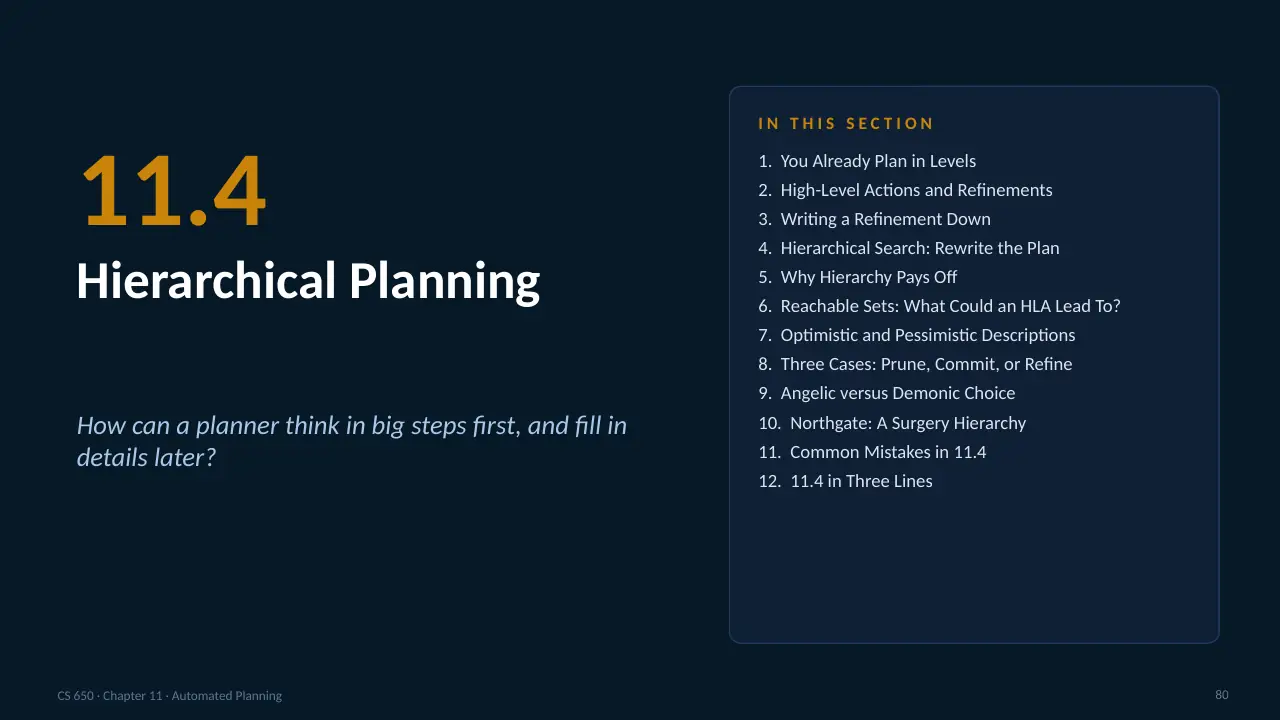 11.4
Hierarchical Planning
How can a planner think in big steps first, and fill in
details later?
IN THIS SECTION
1. You Already Plan in Levels
2. High-Level Actions and Refinements
3. Writing a Refinement Down
4. Hierarchical Search: Rewrite the Plan
5. Why Hierarchy Pays Off
6. Reachable Sets: What Could an HLA Lead To?
7. Optimistic and Pessimistic Descriptions
8. Three Cases: Prune, Commit, or Refine
9. Angelic versus Demonic Choice
10. Northgate: A Surgery Hierarchy
11. Common Mistakes in 11.4
12. 11.4 in Three Lines
CS 650 · Chapter 11 · Automated Planning
80